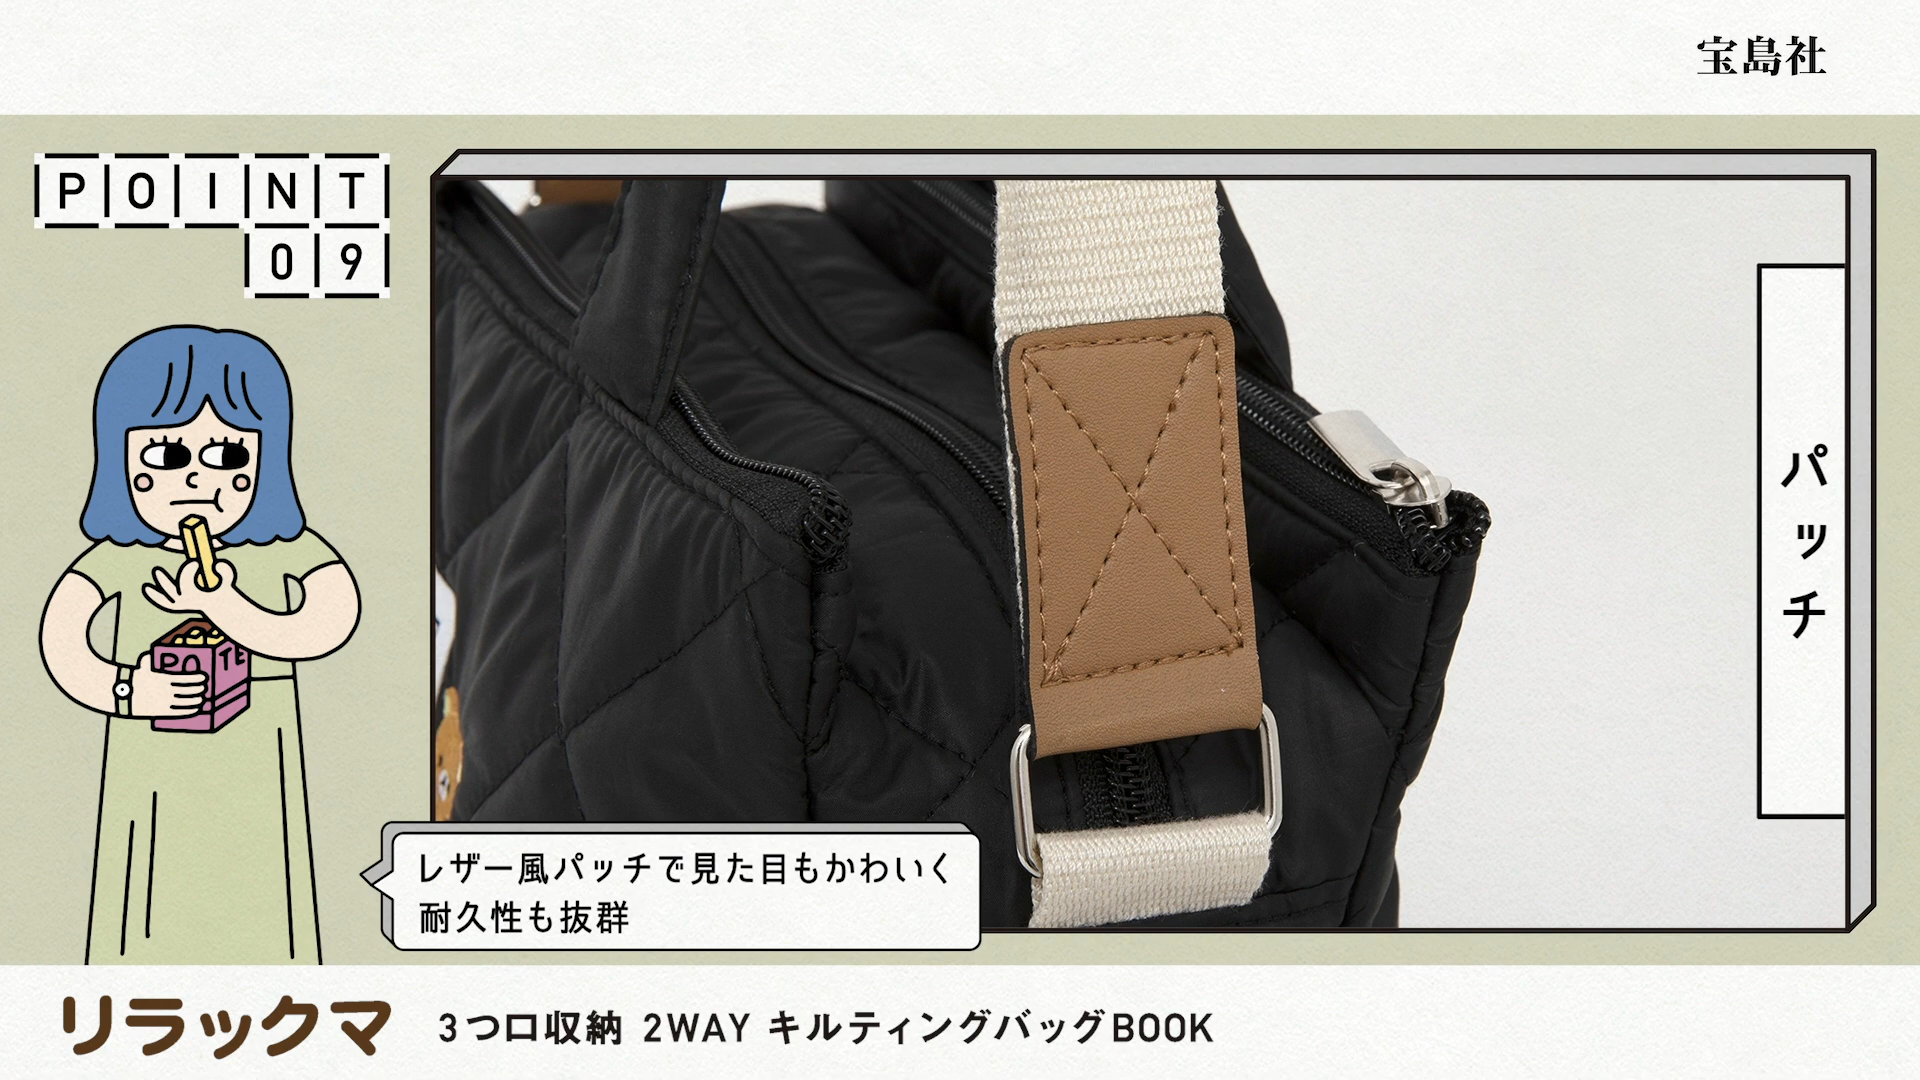 宝島社
POINT
09
パッチ
POTE
レザー風パッチで見た目もかわいく
耐久性も抜群
リラックマ
3つ口収納 2WAY キルティングバッグBOOK